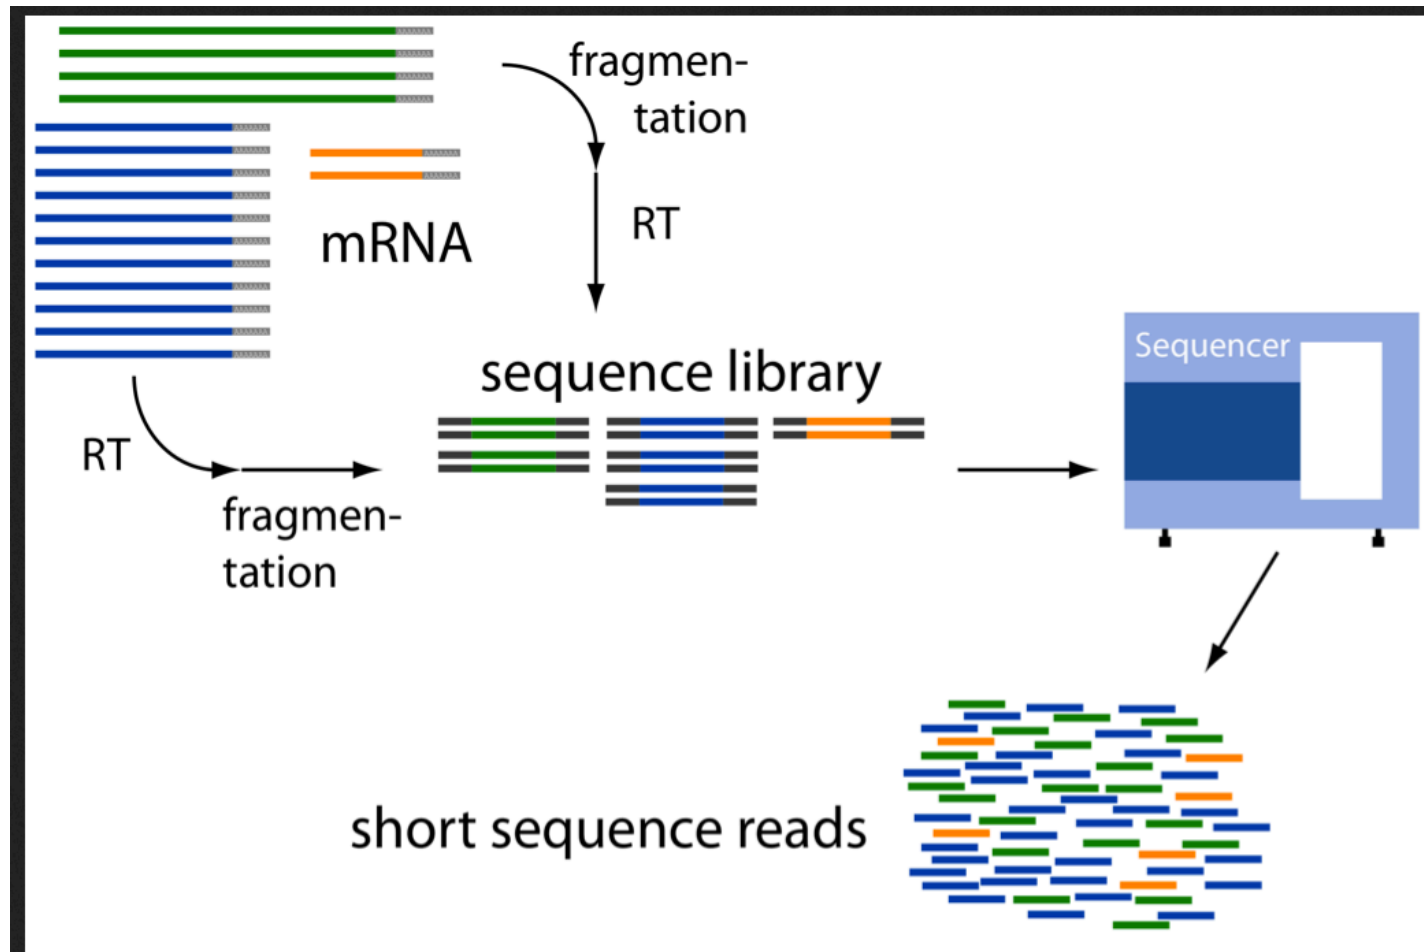 fragmen-
tation
RT
mRNA
sequence library
Sequencer
RT
fragmen-
tation
short sequence reads